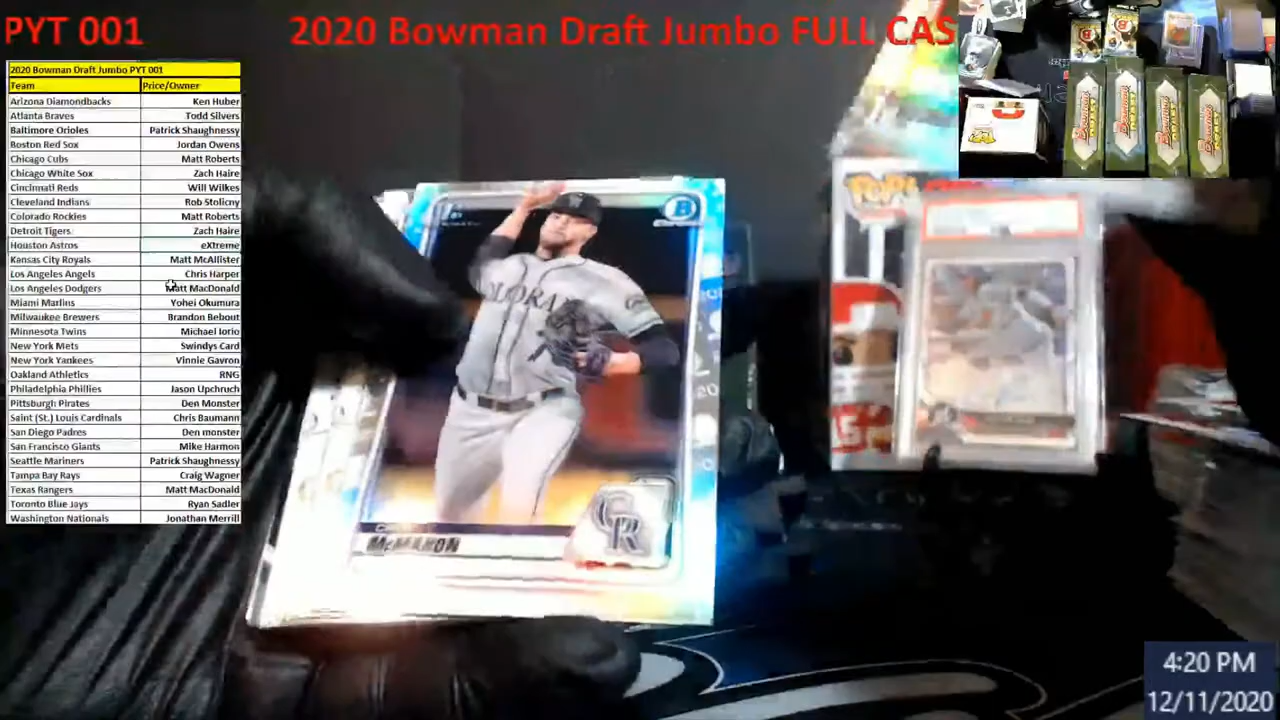 PYT 001
2020 Bowman Draft Jumbo FULL CAS
2020 Bowman Draft Jumbo PYT 001
Team Price/Owner
Arizona Diamondbacks Ken Huber
Atlanta Braves Todd Silvers
Baltimore Orioles Patrick Shaughnessy
Boston Red Sox Jordan Owens
Chicago Cubs Matt Roberts
Chicago White Sox Zach Haire
Cincinnati Reds Will Wilkes
Cleveland Indians Rob Stolicny
Colorado Rockies Matt Roberts
Detroit Tigers Zach Haire
Houston Astros eXtreme
Kansas City Royals Matt McAllister
Los Angeles Angels Chris Harper
Los Angeles Dodgers Matt MacDonald
Miami Marlins Yohei Okumura
Milwaukee Brewers Brandon Bebout
Minnesota Twins Michael Iorio
New York Mets Swindys Card
New York Yankees Vinnie Gavron
Oakland Athletics RNG
Philadelphia Phillies Jason Upchruch
Pittsburgh Pirates Den Monster
Saint (St.) Louis Cardinals Chris Baumann
San Diego Padres Den monster
San Francisco Giants Mike Harmon
Seattle Mariners Patrick Shaughnessy
Tampa Bay Rays Craig Wagner
Texas Rangers Matt MacDonald
Toronto Blue Jays Ryan Sadler
Washington Nationals Jonathan Merrill
B
COLORA
CR
McMAHON
POP!
4:20 PM
12/11/2020